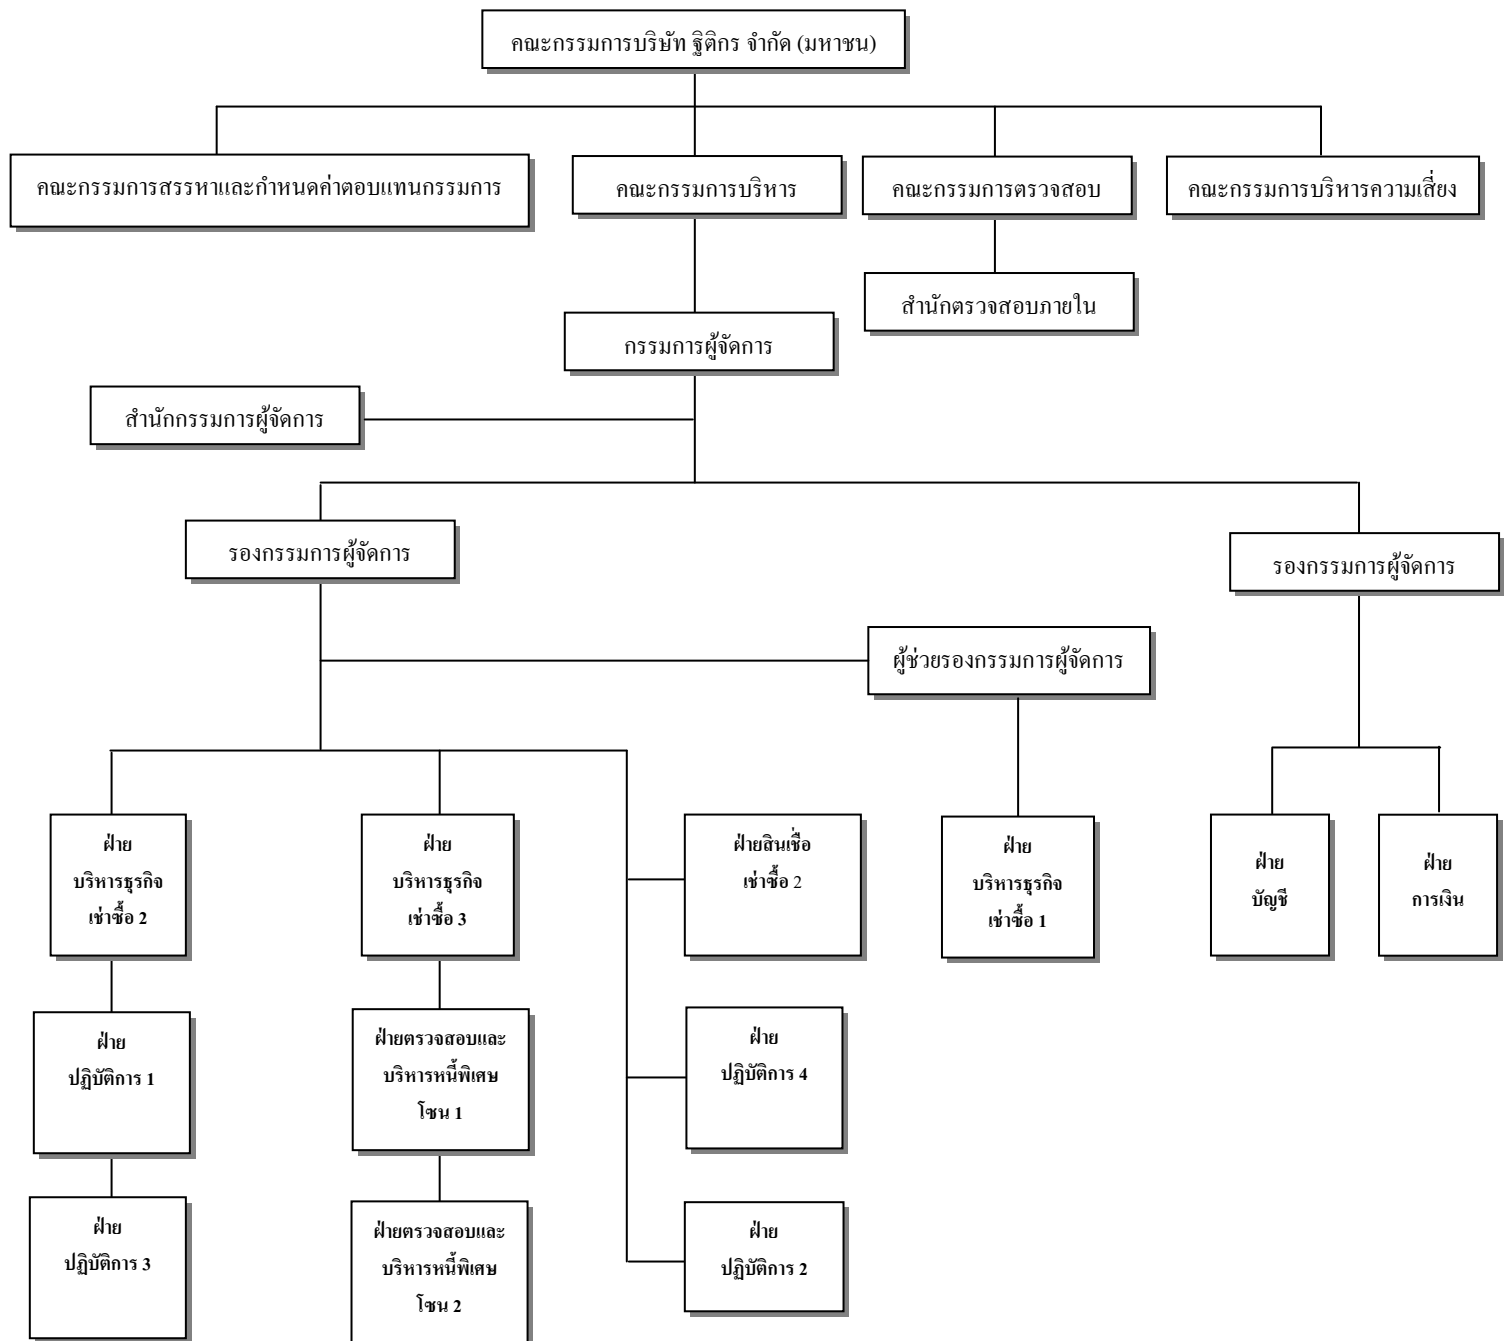 คณะกรรมการบริษัท ฐิติกร จำกัด (มหาชน)
คณะกรรมการสรรหาและกำหนดค่าตอบแทนกรรมการ
คณะกรรมการบริหาร
คณะกรรมการตรวจสอบ
คณะกรรมการบริหารความเสี่ยง
สำนักตรวจสอบภายใน
กรรมการผู้จัดการ
สำนักกรรมการผู้จัดการ
รองกรรมการผู้จัดการ
รองกรรมการผู้จัดการ
ผู้ช่วยรองกรรมการผู้จัดการ
ฝ่าย
บริหารธุรกิจ
เช่าซื้อ 2
ฝ่าย
บริหารธุรกิจ
เช่าซื้อ 3
ฝ่ายสินเชื่อ
เช่าซื้อ 2
ฝ่าย
บริหารธุรกิจ
เช่าซื้อ 1
ฝ่าย
บัญชี
ฝ่าย
การเงิน
ฝ่าย
ปฏิบัติการ 1
ฝ่ายตรวจสอบและ
บริหารหนี้พิเศษ
โซน 1
ฝ่าย
ปฏิบัติการ 4
ฝ่าย
ปฏิบัติการ 3
ฝ่ายตรวจสอบและ
บริหารหนี้พิเศษ
โซน 2
ฝ่าย
ปฏิบัติการ 2